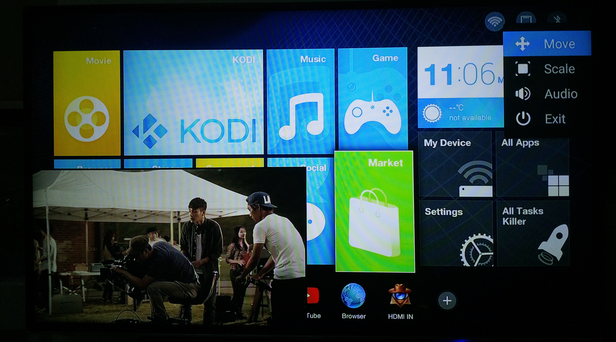 Move
Scale
Audio
Exit
Movie
KODI
KODI
Music
Game
11:06
--°C
not available
Market
My Device
All Apps
Settings
All Tasks
Killer
Browser
HDMI IN